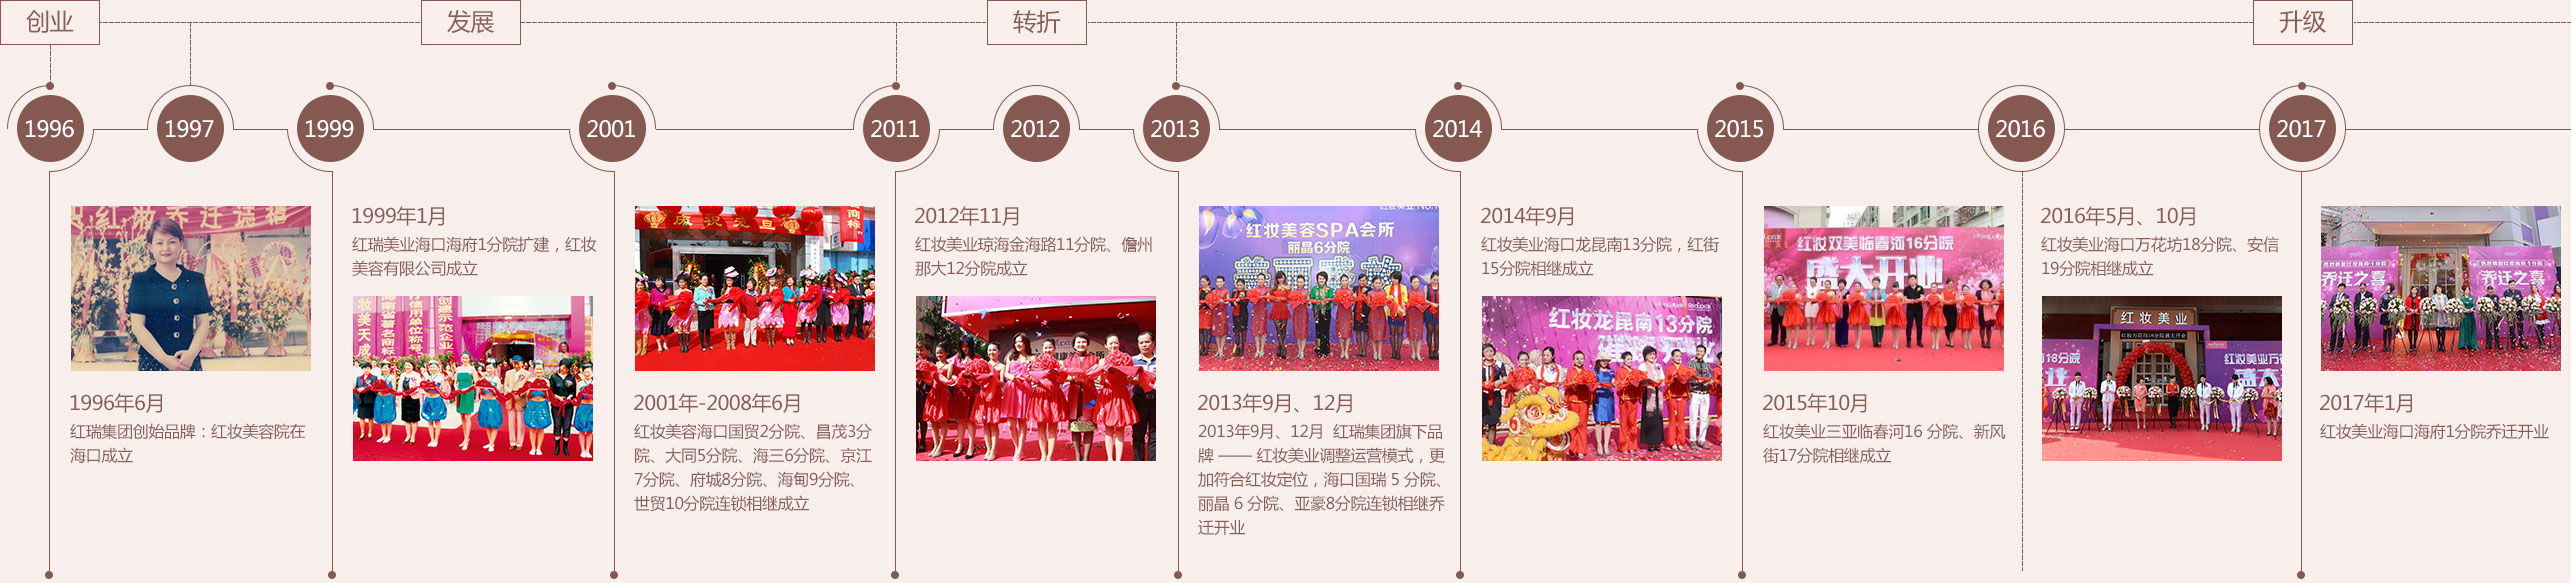 创业
发展
转折
升级
1996
1997
1999
2001
2011
2012
2013
2014
2015
2016
2017
1996年6月
红瑞集团创始品牌：红妆美容院在
海口成立
1999年1月
红瑞美业海口海府1分院扩建，红妆
美容有限公司成立
2001年-2008年6月
红妆美容海口国贸2分院、昌茂3分
院、大同5分院、海三6分院、京江
7分院、府城8分院、海甸9分院、
世贸10分院连锁相继成立
2012年11月
红妆美业琼海金海路11分院、儋州
那大12分院成立
红妆美容SPA会所
丽晶6分院
2013年9月、12月
2013年9月、12月 红瑞集团旗下品
牌 —— 红妆美业调整运营模式，更
加符合红妆定位，海口国瑞 5 分院、
丽晶 6 分院、亚豪8分院连锁相继乔
迁开业
2014年9月
红妆美业海口龙昆南13分院，红街
15分院相继成立
红妆龙昆南13分院
红妆双美临春河16分院
盛大开业
2015年10月
红妆美业三亚临春河16 分院、新风
街17分院相继成立
2016年5月、10月
红妆美业海口万花坊18分院、安信
19分院相继成立
红妆美业
乔迁之喜
乔迁之喜
2017年1月
红妆美业海口海府1分院乔迁开业